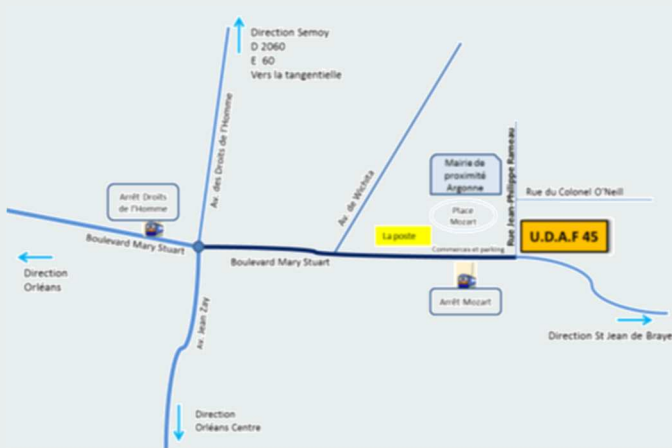 Direction Semoy
D 2060
E 60
Vers la tangentielle
Av. des Droits de l'Homme
Av. de Wichita
Mairie de
proximité
Argonne
Rue Jean-Philippe Rameau
Arrêt Droits
de l'Homme
Rue du Colonel O'Neill
Place
Mozart
La poste
U.D.A.F 45
Boulevard Mary Stuart
Commerces et parking
Boulevard Mary Stuart
Direction
Orléans
Arrêt Mozart
Av. Jean Zay
Direction St Jean de Braye
Direction
Orléans Centre